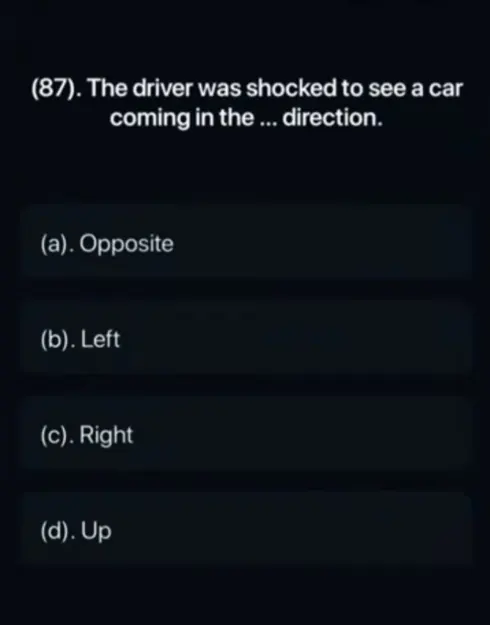 (87). The driver was shocked to see a car
coming in the ... direction.
(a). Opposite
(b). Left
(c). Right
(d). Up